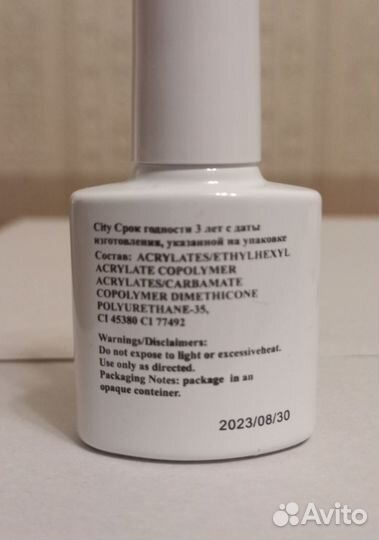 City Срок годности 3 лет с даты
изготовления, указанной на упаковке
Состав: ACRYLATES/ETHYLHEXYL
ACRYLATE COPOLYMER
ACRYLATES/CARBAMATE
COPOLYMER DIMETHICONE
POLYURETHANE-35,
CI 45380 CI 77492
Warnings/Disclaimers:
Do not expose to light or excessiveheat.
Use only as directed.
Packaging Notes: package in an
opaque container.
2023/08/30
Avito